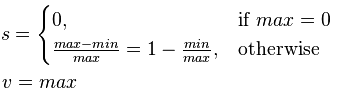 s = { 0, if max = 0
max−min/max = 1 − min/max, otherwise
v = max